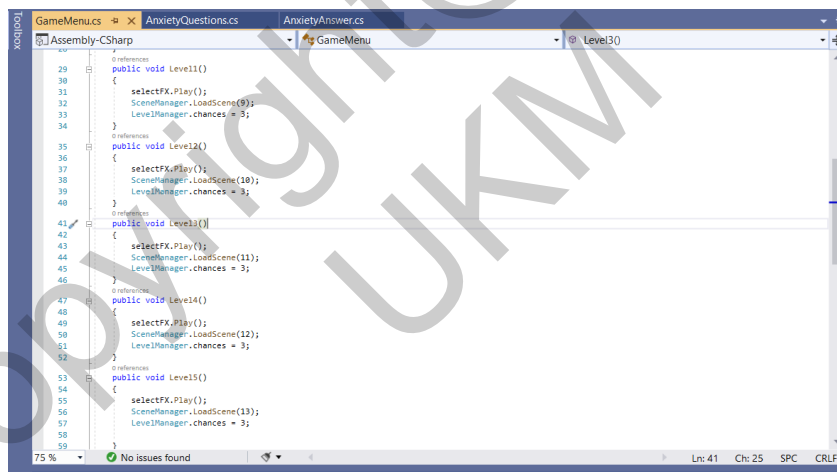 Toolbox
GameMenu.cs AnxietyQuestions.cs AnxietyAnswer.cs
Assembly-CSharp GameMenu Level3()
28 }
0 references
29 public void Level1()
30 {
31 selectFX.Play();
32 SceneManager.LoadScene(9);
33 LevelManager.chances = 3;
34 }
0 references
35 public void Level2()
36 {
37 selectFX.Play();
38 SceneManager.LoadScene(10);
39 LevelManager.chances = 3;
40 }
0 references
41 public void Level3()
42 {
43 selectFX.Play();
44 SceneManager.LoadScene(11);
45 LevelManager.chances = 3;
46 }
0 references
47 public void Level4()
48 {
49 selectFX.Play();
50 SceneManager.LoadScene(12);
51 LevelManager.chances = 3;
52 }
0 references
53 public void Level5()
54 {
55 selectFX.Play();
56 SceneManager.LoadScene(13);
57 LevelManager.chances = 3;
58
59 }
75 % No issues found Ln: 41 Ch: 25 SPC CRLF
opyright
UKM